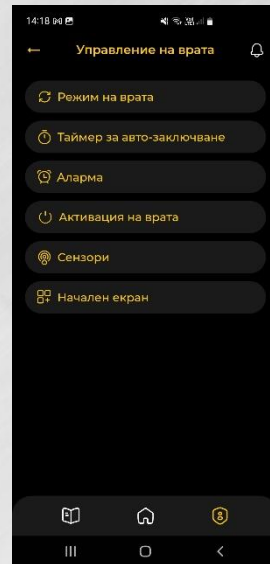 14:18
Управление на врата
Режим на врата
Таймер за авто-заключване
Аларма
Активация на врата
Сензори
Начален екран